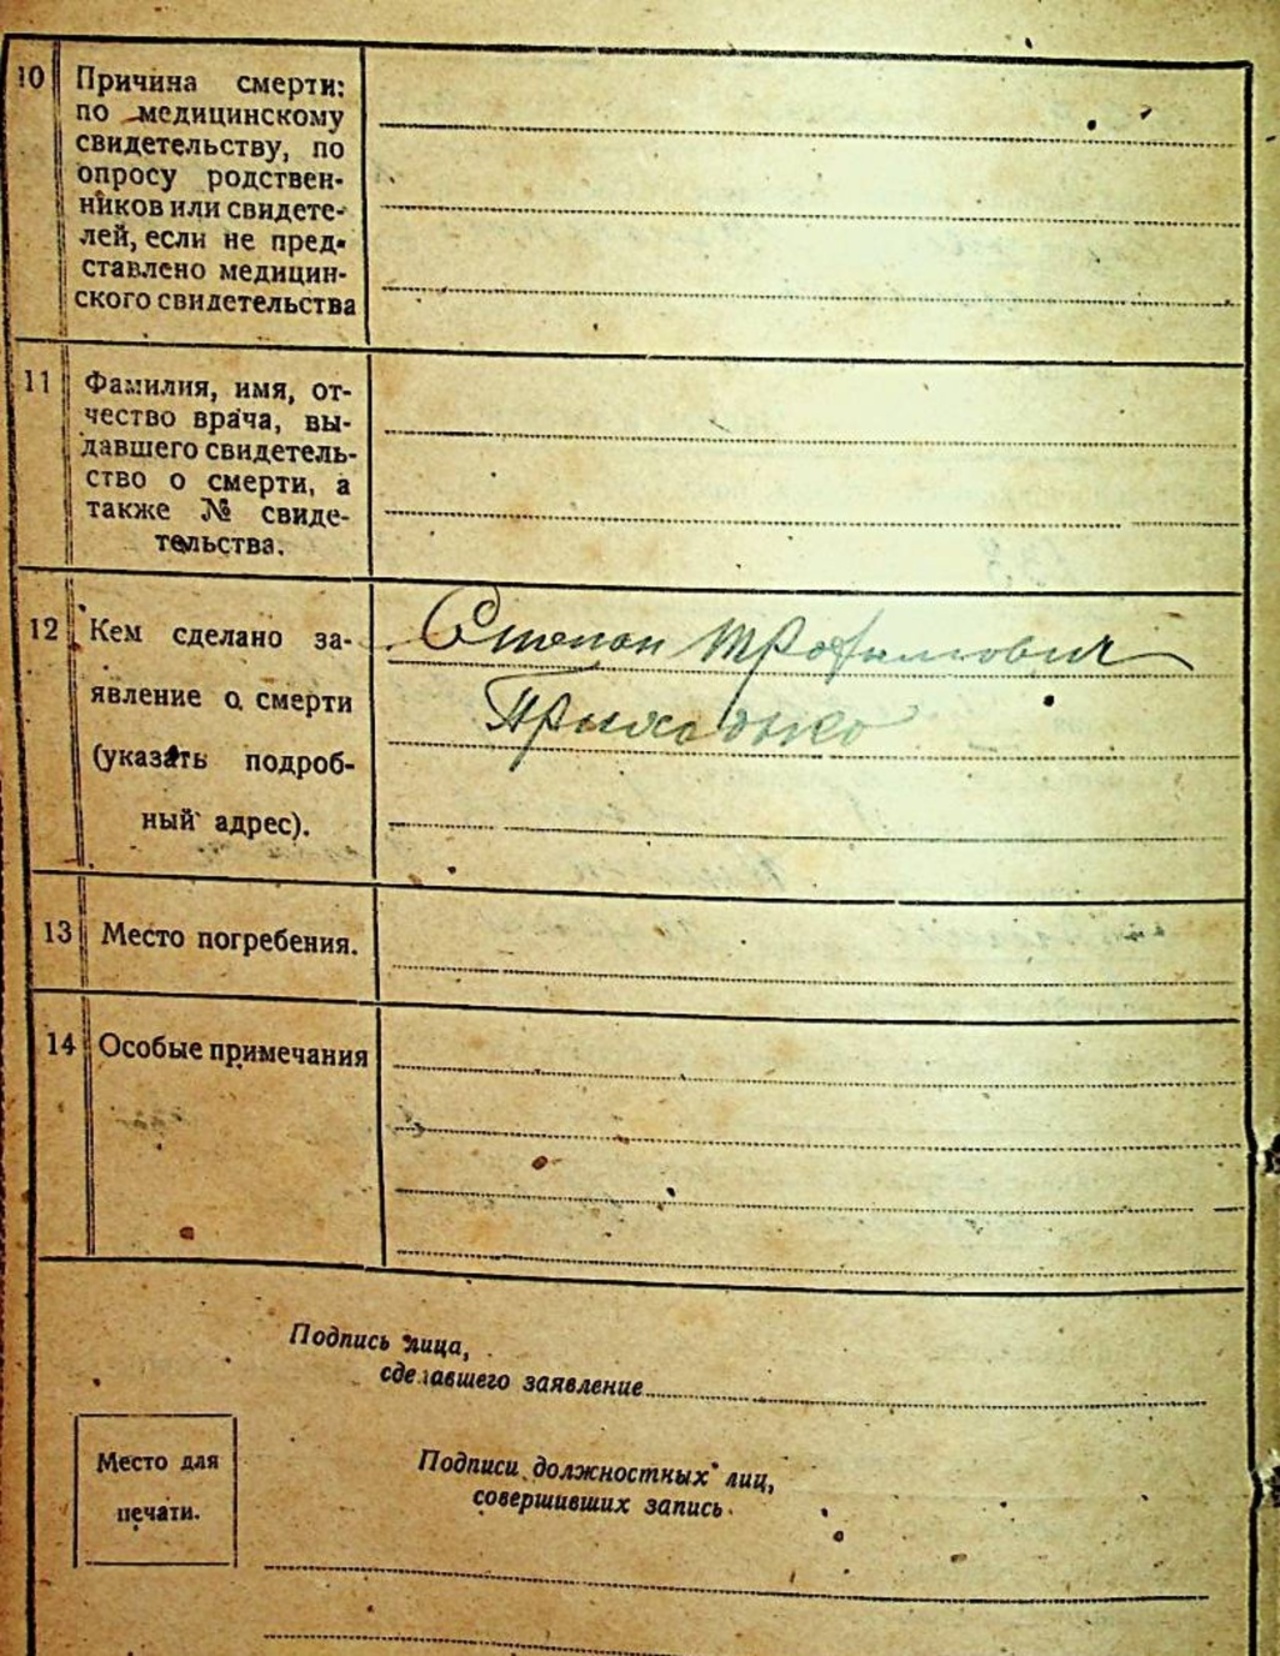 10 Причина смерти:
по медицинскому
свидетельству, по
опросу родствен-
ников или свидете-
лей, если не пред-
ставлено медицин-
ского свидетельства
11 Фамилия, имя, от-
чество врача, вы-
давшего свидетель-
ство о смерти, а
также № свиде-
тельства.
12 Кем сделано за-
явление о смерти
(указать подроб-
ный адрес).
Степан Трофимович
Приходько
13 Место погребения.
14 Особые примечания
Подпись лица,
сделавшего заявление
Место для
печати.
Подписи должностных лиц,
совершивших запись